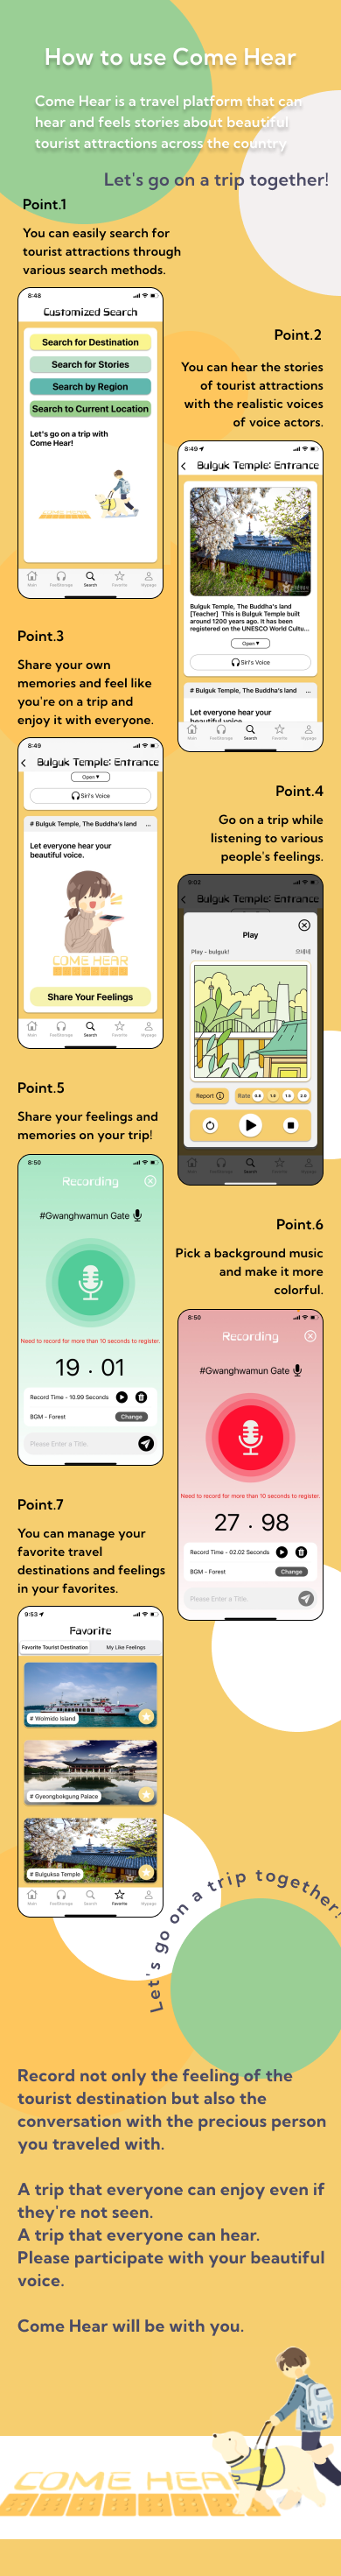 How to use Come Hear
Come Hear is a travel platform that can
hear and feels stories about beautiful
tourist attractions across the country
Let's go on a trip together!
Point.1
You can easily search for
tourist attractions through
various search methods.
8:48
Customized Search
Search for Destination
Search for Stories
Search by Region
Search to Current Location
Let's go on a trip with
Come Hear!
Main FeelStorage Search Favorite Mypage
Point.2
You can hear the stories
of tourist attractions
with the realistic voices
of voice actors.
8:49
Bulguk Temple: Entrance
Bulguk Temple, The Buddha's land
[Teacher] This is Bulguk Temple built
around 1200 years ago. It has been
registered on the UNESCO World Cultu...
Open ▾
Siri's Voice
# Bulguk Temple, The Buddha's land ...
Let everyone hear your
beautiful voice.
Main FeelStorage Search Favorite Mypage
Point.3
Share your own
memories and feel like
you're on a trip and
enjoy it with everyone.
8:49
Bulguk Temple: Entrance
Open ▾
Siri's Voice
# Bulguk Temple, The Buddha's land ...
Let everyone hear your
beautiful voice.
COME HEAR
Share Your Feelings
Main FeelStorage Search Favorite Mypage
Point.4
Go on a trip while
listening to various
people's feelings.
9:02
Bulguk Temple: Entrance
Play
Play - bulguk!
Report
Rate 0.8 1.0 1.5 2.0
Main FeelStorage Search Favorite Mypage
Point.5
Share your feelings and
memories on your trip!
8:50
Recording
#Gwanghwamun Gate
Need to record for more than 10 seconds to register.
19 . 01
Record Time - 10.99 Seconds
BGM - Forest Change
Please Enter a Title.
Point.6
Pick a background music
and make it more
colorful.
8:50
Recording
#Gwanghwamun Gate
Need to record for more than 10 seconds to register.
27 . 98
Record Time - 02.02 Seconds
BGM - Forest Change
Please Enter a Title.
Point.7
You can manage your
favorite travel
destinations and feelings
in your favorites.
9:53
Favorite
Favorite Tourist Destination My Like Feelings
# Wolmido Island
# Gyeongbokgung Palace
# Bulguksa Temple
Main FeelStorage Search Favorite Mypage
Let's go on a trip together!
Record not only the feeling of the
tourist destination but also the
conversation with the precious person
you traveled with.
A trip that everyone can enjoy even if
they're not seen.
A trip that everyone can hear.
Please participate with your beautiful
voice.
Come Hear will be with you.
COME HEA